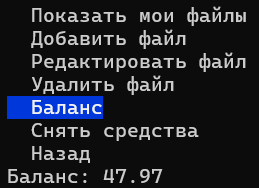 Показать мои файлы
Добавить файл
Редактировать файл
Удалить файл
Баланс
Снять средства
Назад
Баланс: 47.97